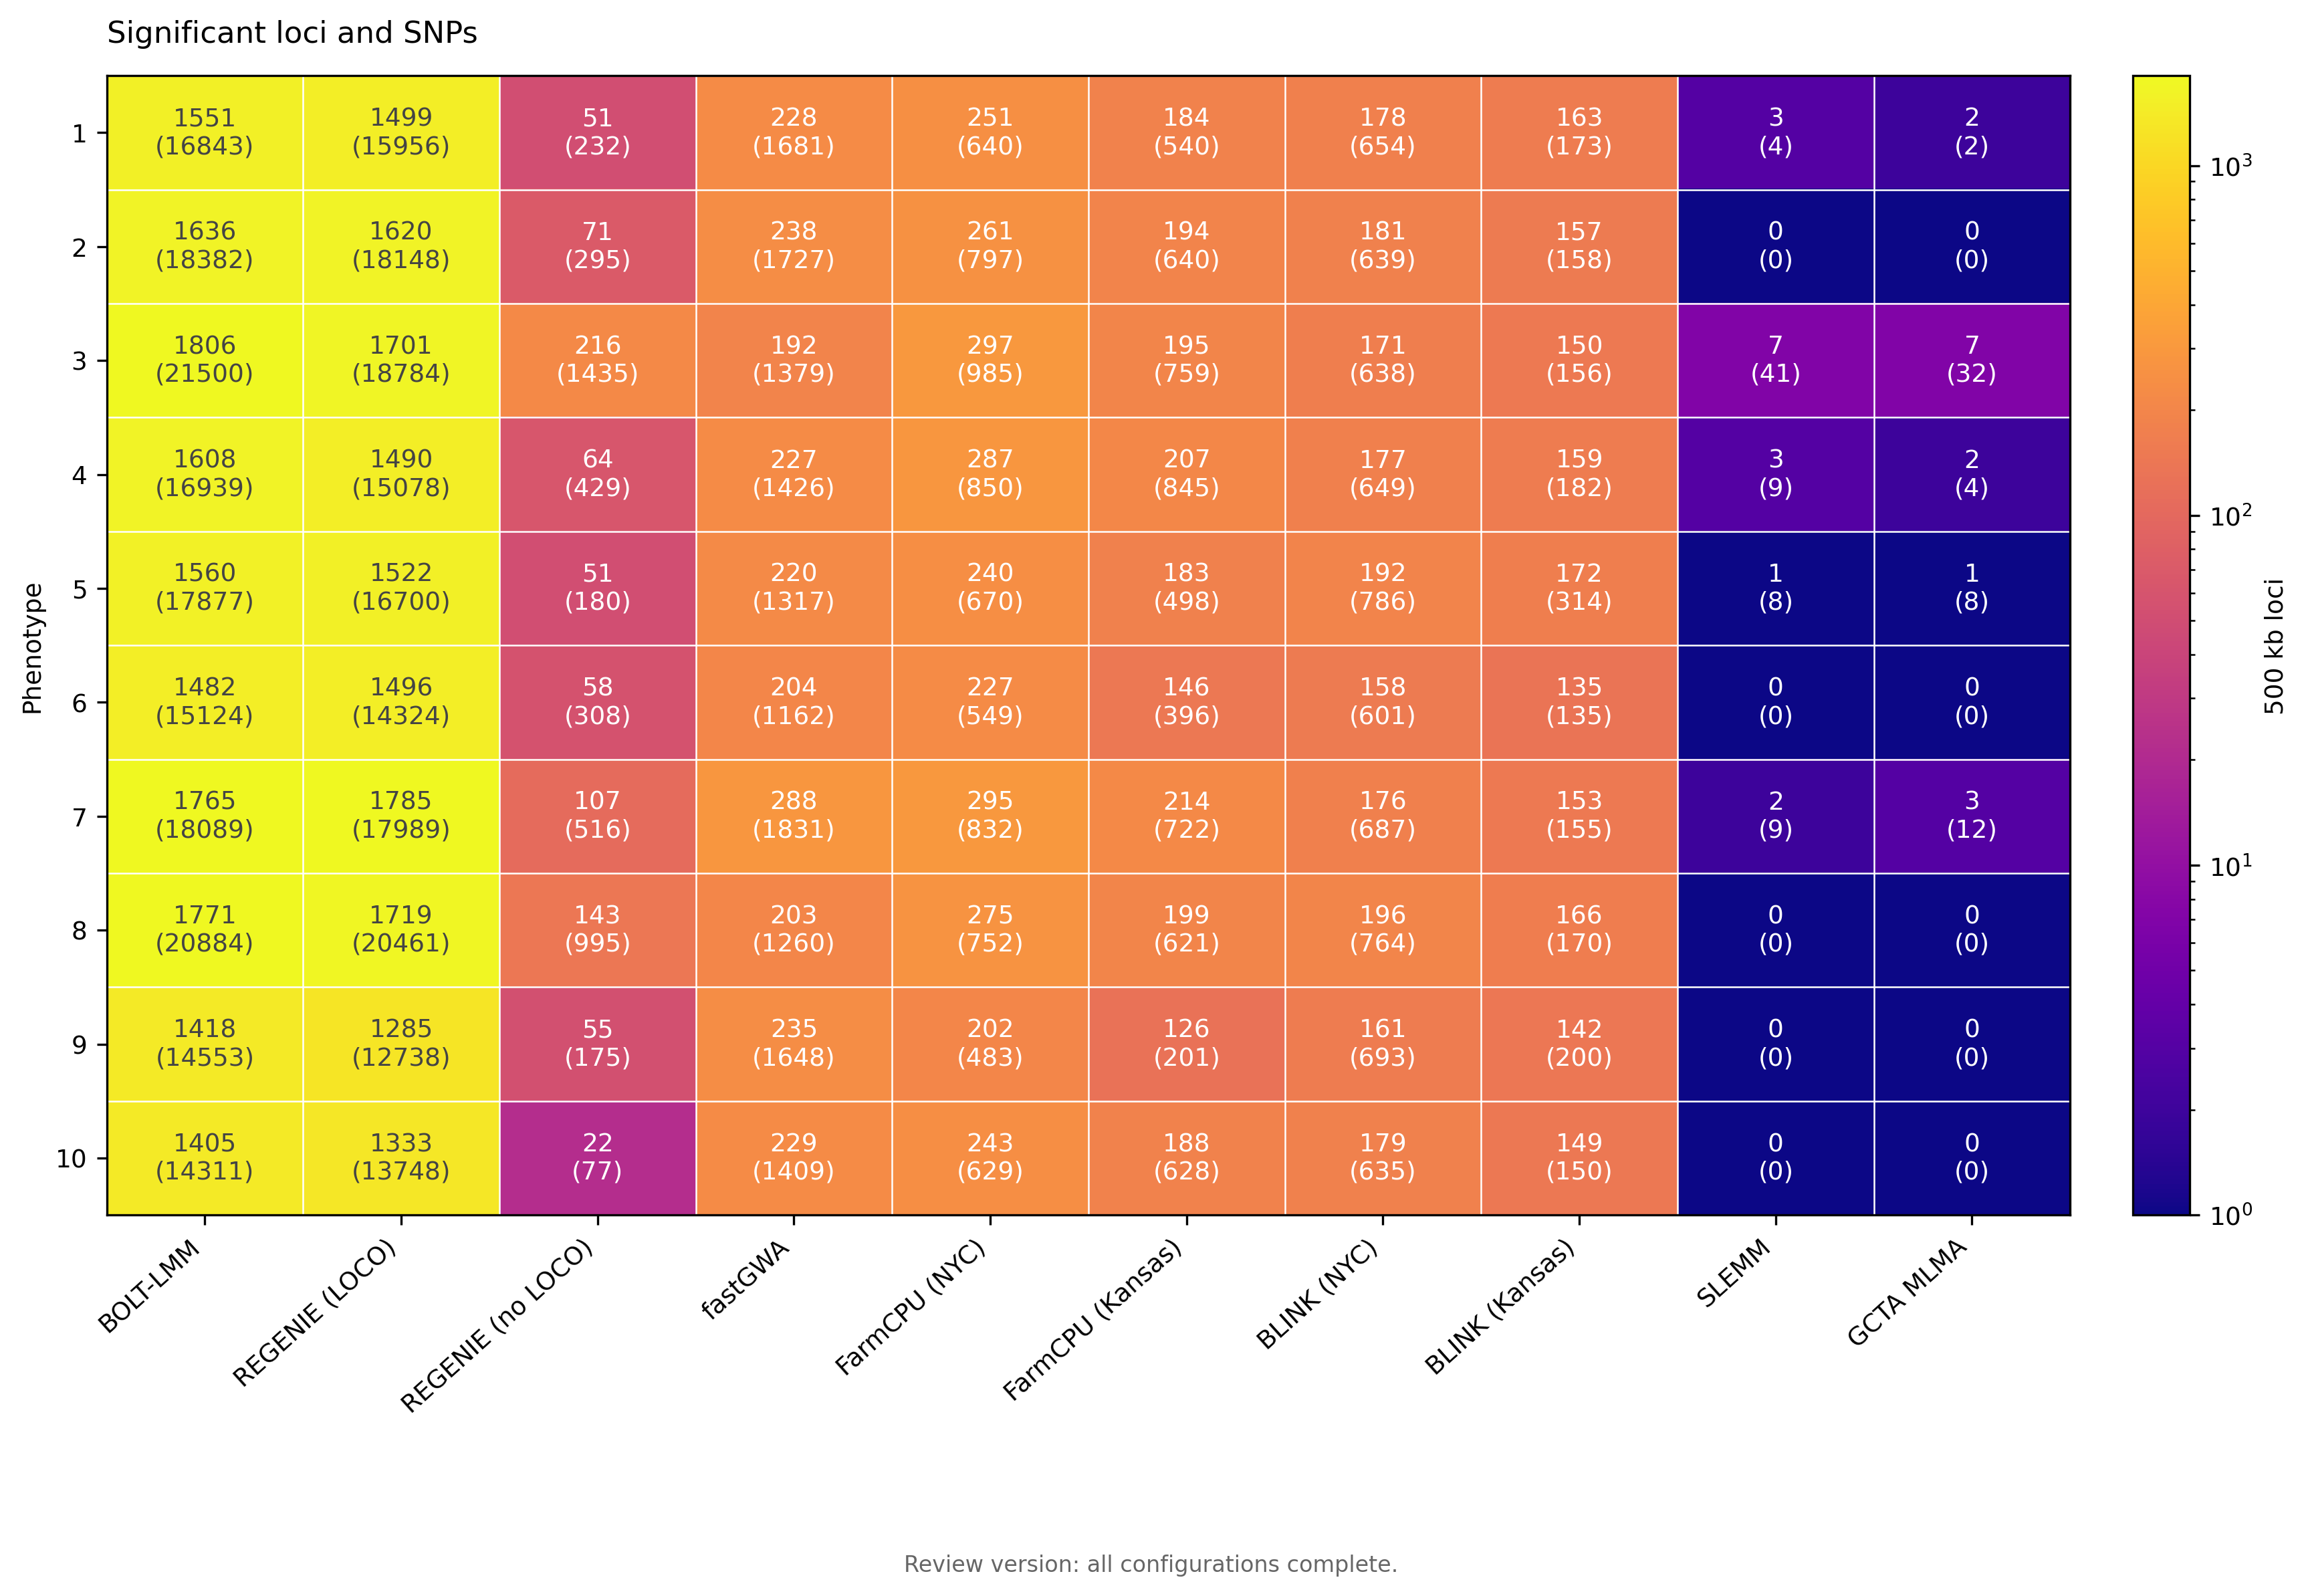 Significant loci and SNPs
Phenotype
1
1551 1499 51 228 251 184 178 163 3 2
(16843) (15956) (232) (1681) (640) (540) (654) (173) (4) (2)
2
1636 1620 71 238 261 194 181 157 0 0
(18382) (18148) (295) (1727) (797) (640) (639) (158) (0) (0)
3
1806 1701 216 192 297 195 171 150 7 7
(21500) (18784) (1435) (1379) (985) (759) (638) (156) (41) (32)
4
1608 1490 64 227 287 207 177 159 3 2
(16939) (15078) (429) (1426) (850) (845) (649) (182) (9) (4)
5
1560 1522 51 220 240 183 192 172 1 1
(17877) (16700) (180) (1317) (670) (498) (786) (314) (8) (8)
6
1482 1496 58 204 227 146 158 135 0 0
(15124) (14324) (308) (1162) (549) (396) (601) (135) (0) (0)
7
1765 1785 107 288 295 214 176 153 2 3
(18089) (17989) (516) (1831) (832) (722) (687) (155) (9) (12)
8
1771 1719 143 203 275 199 196 166 0 0
(20884) (20461) (995) (1260) (752) (621) (764) (170) (0) (0)
9
1418 1285 55 235 202 126 161 142 0 0
(14553) (12738) (175) (1648) (483) (201) (693) (200) (0) (0)
10
1405 1333 22 229 243 188 179 149 0 0
(14311) (13748) (77) (1409) (629) (628) (635) (150) (0) (0)
BOLT-LMM
REGENIE (LOCO)
REGENIE (no LOCO)
fastGWA
FarmCPU (NYC)
FarmCPU (Kansas)
BLINK (NYC)
BLINK (Kansas)
SLEMM
GCTA MLMA
10³
10²
10¹
10⁰
500 kb loci
Review version: all configurations complete.